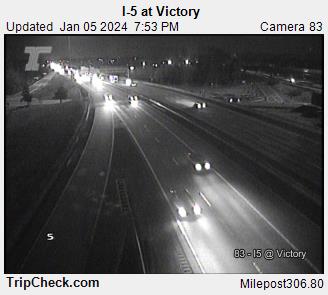 I-5 at Victory
Updated Jan 05 2024 7:53 PM Camera 83
T
S
83 - I5 @ Victory
TripCheck.com Milepost306.80